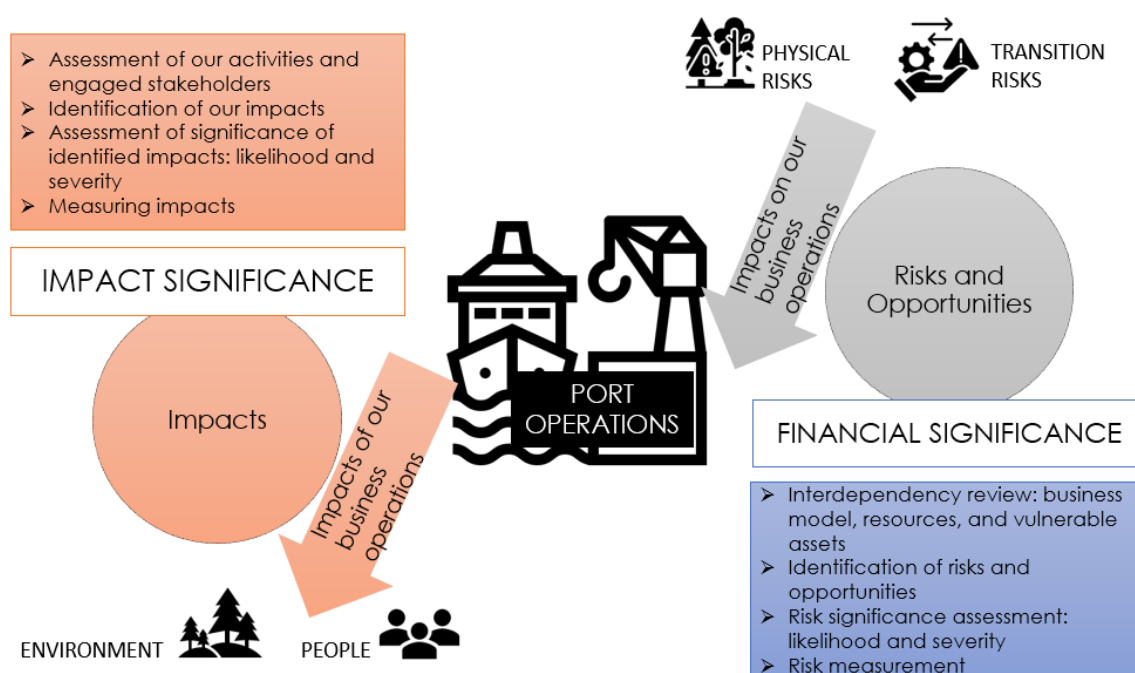 ➢ Assessment of our activities and
engaged stakeholders
➢ Identification of our impacts
➢ Assessment of significance of
identified impacts: likelihood and
severity
➢ Measuring impacts
IMPACT SIGNIFICANCE
Impacts
Impacts of our
business
operations
ENVIRONMENT
PEOPLE
PORT
OPERATIONS
PHYSICAL
RISKS
TRANSITION
RISKS
Impacts on our
business
operations
Risks and
Opportunities
FINANCIAL SIGNIFICANCE
➢ Interdependency review: business
model, resources, and vulnerable
assets
➢ Identification of risks and
opportunities
➢ Risk significance assessment:
likelihood and severity
➢ Risk measurement